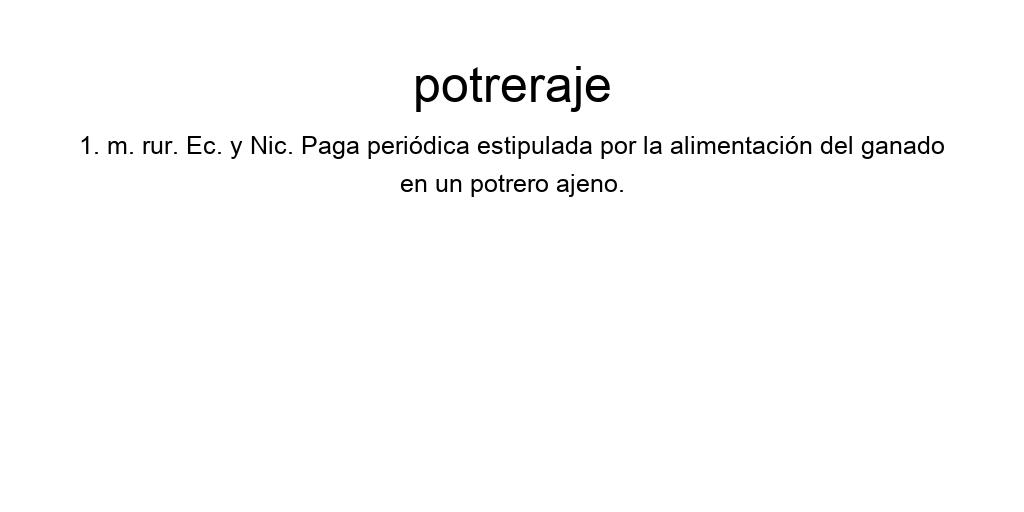 potreraje
1. m. rur. Ec. y Nic. Paga periódica estipulada por la alimentación del ganado
en un potrero ajeno.